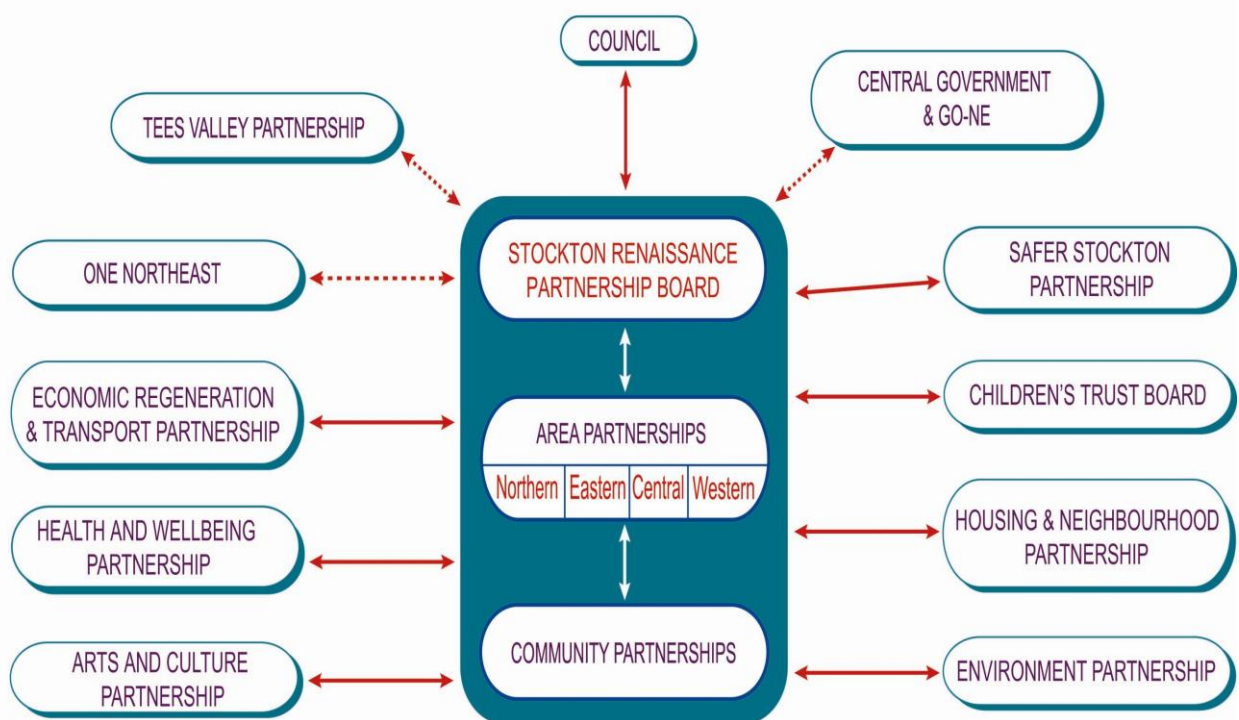 COUNCIL
CENTRAL GOVERNMENT
& GO-NE
TEES VALLEY PARTNERSHIP
STOCKTON RENAISSANCE
PARTNERSHIP BOARD
ONE NORTHEAST
SAFER STOCKTON
PARTNERSHIP
ECONOMIC REGENERATION
& TRANSPORT PARTNERSHIP
AREA PARTNERSHIPS
Northern Eastern Central Western
CHILDREN'S TRUST BOARD
HEALTH AND WELLBEING
PARTNERSHIP
HOUSING & NEIGHBOURHOOD
PARTNERSHIP
ARTS AND CULTURE
PARTNERSHIP
COMMUNITY PARTNERSHIPS
ENVIRONMENT PARTNERSHIP